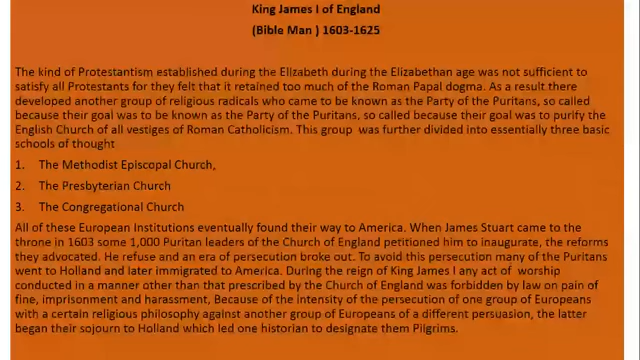 King James I of England
(Bible Man ) 1603-1625
The kind of Protestantism established during the Elizabeth during the Elizabethan age was not sufficient to
satisfy all Protestants for they felt that it retained too much of the Roman Papal dogma. As a result there
developed another group of religious radicals who came to be known as the Party of the Puritans, so called
because their goal was to be known as the Party of the Puritans, so called because their goal was to purify the
English Church of all vestiges of Roman Catholicism. This group was further divided into essentially three basic
schools of thought
1. The Methodist Episcopal Church,
2. The Presbyterian Church
3. The Congregational Church
All of these European Institutions eventually found their way to America. When James Stuart came to the
throne in 1603 some 1,000 Puritan leaders of the Church of England petitioned him to inaugurate, the reforms
they advocated. He refuse and an era of persecution broke out. To avoid this persecution many of the Puritans
went to Holland and later immigrated to America. During the reign of King James I any act of worship
conducted in a manner other than that prescribed by the Church of England was forbidden by law on pain of
fine, imprisonment and harassment, Because of the intensity of the persecution of one group of Europeans
with a certain religious philosophy against another group of Europeans of a different persuasion, the latter
began their sojourn to Holland which led one historian to designate them Pilgrims.